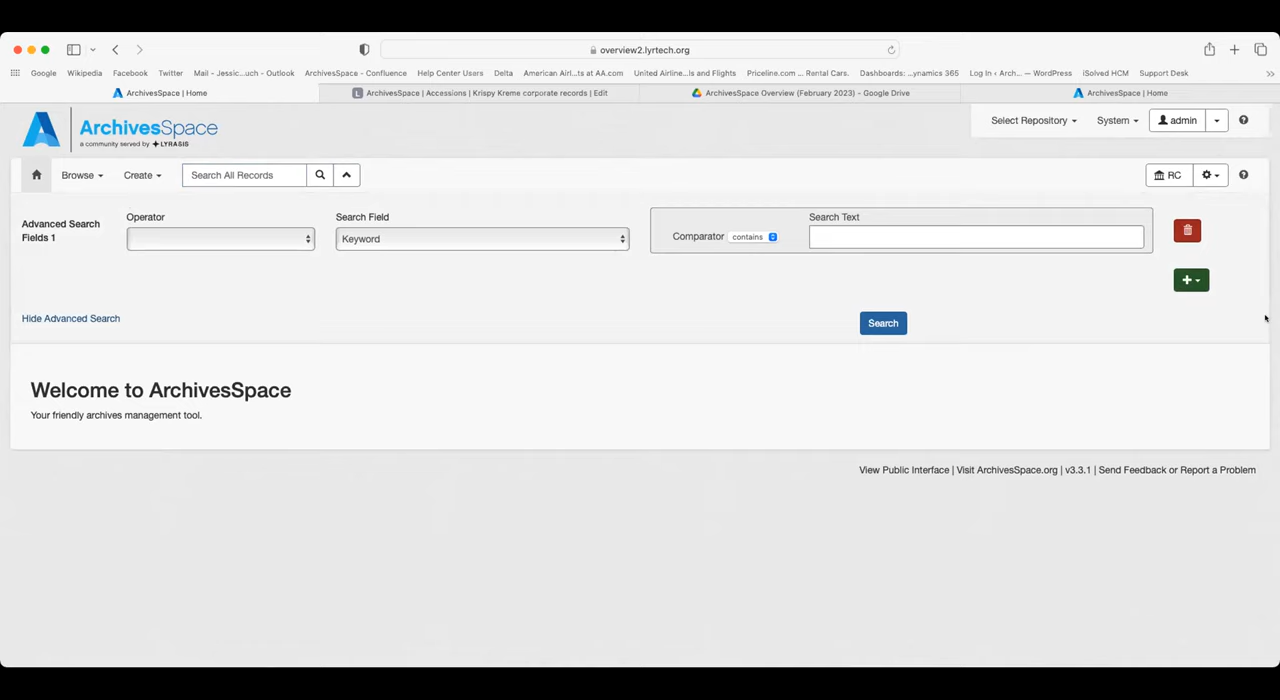 overview2.lyrtech.org
Google Wikipedia Facebook Twitter Mail - Jessic...uch - Outlook ArchivesSpace - Confluence Help Center Users Delta American Airl...ts at AA.com United Airline...ls and Flights Priceline.com ... Rental Cars. Dashboards: ...ynamics 365 Log In ‹ Arch... — WordPress iSolved HCM Support Desk
ArchivesSpace | Home L ArchivesSpace | Accessions | Krispy Kreme corporate records | Edit ArchivesSpace Overview (February 2023) - Google Drive ArchivesSpace | Home
ArchivesSpace
a community served by LYRASIS
Select Repository System admin ?
Browse Create Search All Records RC ?
Advanced Search
Fields 1
Operator Search Field Search Text
Keyword Comparator contains
Hide Advanced Search
Search
Welcome to ArchivesSpace
Your friendly archives management tool.
View Public Interface | Visit ArchivesSpace.org | v3.3.1 | Send Feedback or Report a Problem